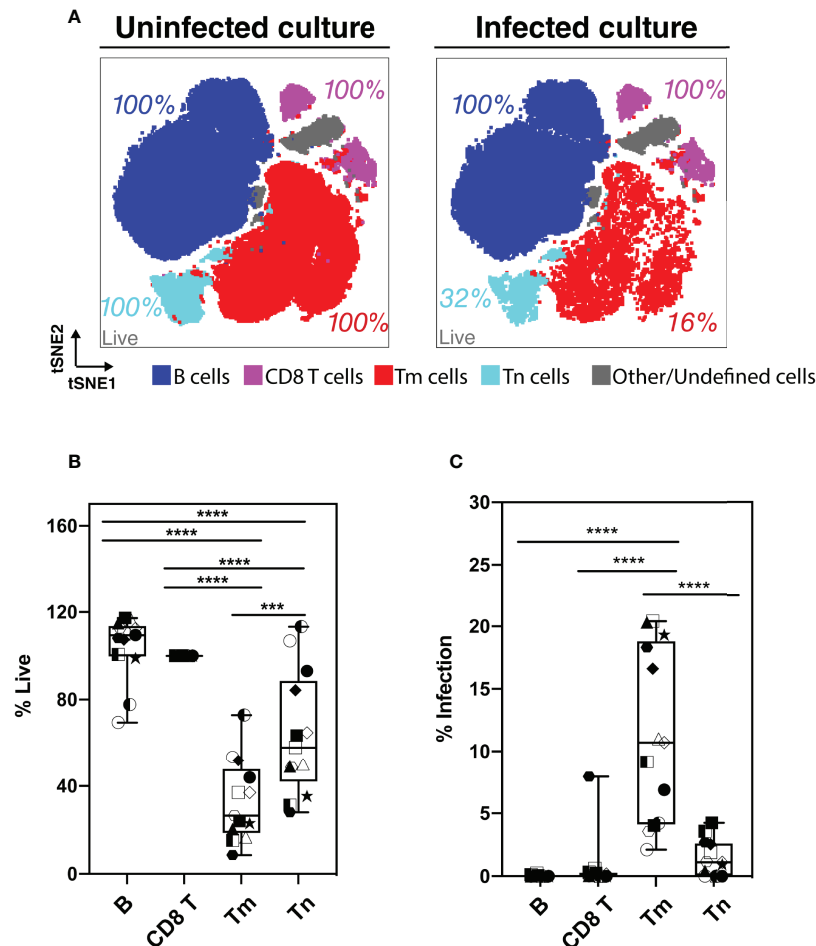 A
Uninfected culture Infected culture
100% 100% 100% 100%
100% 100% 32% 16%
Live Live
tSNE2
tSNE1
B cells CD8 T cells Tm cells Tn cells Other/Undefined cells
B
% Live
160
120
80
40
0
****
****
****
****
***
B CD8 T Tm Tn
C
% Infection
30
25
20
15
10
5
0
****
****
****
B CD8 T Tm Tn